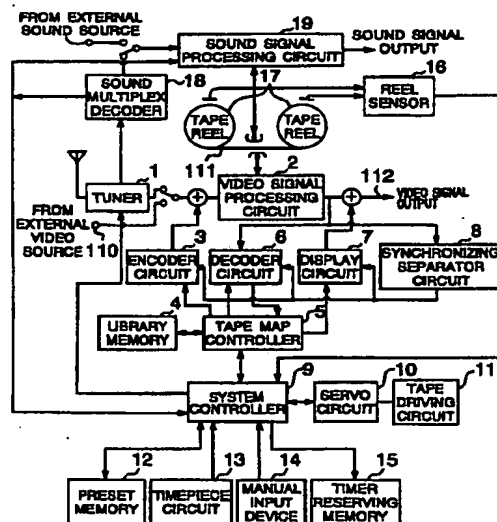 FROM EXTERNAL
SOUND SOURCE
19
SOUND SIGNAL
PROCESSING CIRCUIT
SOUND SIGNAL
OUTPUT
18
SOUND
MULTIPLEX
DECODER
17
16
REEL
SENSOR
TAPE
REEL
TAPE
REEL
111
1
TUNER
2
VIDEO SIGNAL
PROCESSING
CIRCUIT
112
VIDEO SIGNAL
OUTPUT
FROM
EXTERNAL
VIDEO
SOURCE
110
3
ENCODER
CIRCUIT
6
DECODER
CIRCUIT
7
DISPLAY
CIRCUIT
8
SYNCHRONIZING
SEPARATOR
CIRCUIT
4
LIBRARY
MEMORY
5
TAPE MAP
CONTROLLER
9
SYSTEM
CONTROLLER
10
SERVO
CIRCUIT
11
TAPE
DRIVING
CIRCUIT
12
PRESET
MEMORY
13
TIMEPIECE
CIRCUIT
14
MANUAL
INPUT
DEVICE
15
TIMER
RESERVING
MEMORY